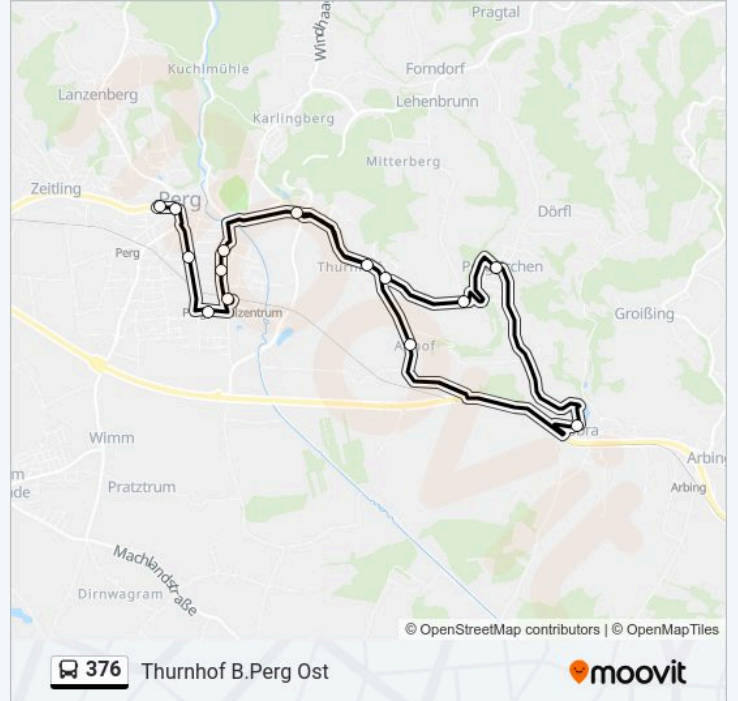 Pragtal
Windhaa
Kuchlmühle
Forndorf
Lanzenberg
Lehenbrunn
Karlingberg
Mitterberg
Zeitling
Perg
Dörfl
Perg
Groißing
Wimm
Arbing
Pratztrum
Arbing
Machlandstraße
Dirnwagram
© OpenStreetMap contributors | © OpenMapTiles
376 Thurnhof B.Perg Ost
moovit